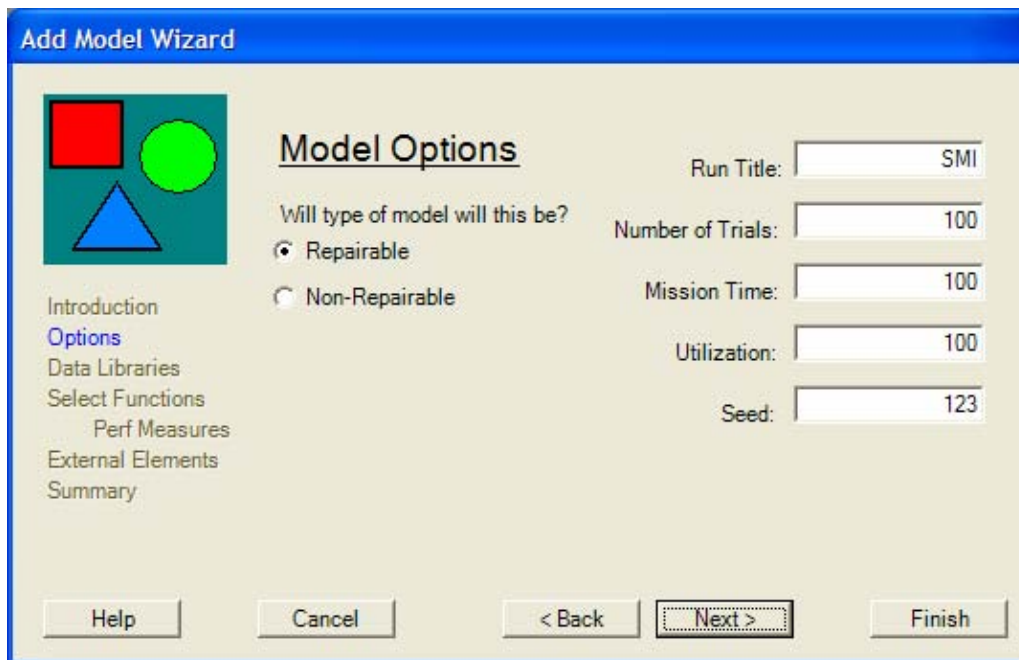 Add Model Wizard
Model Options
Will type of model will this be?
Repairable
Non-Repairable
Run Title: SMI
Number of Trials: 100
Mission Time: 100
Utilization: 100
Seed: 123
Introduction
Options
Data Libraries
Select Functions
Perf Measures
External Elements
Summary
Help
Cancel
< Back
Next >
Finish